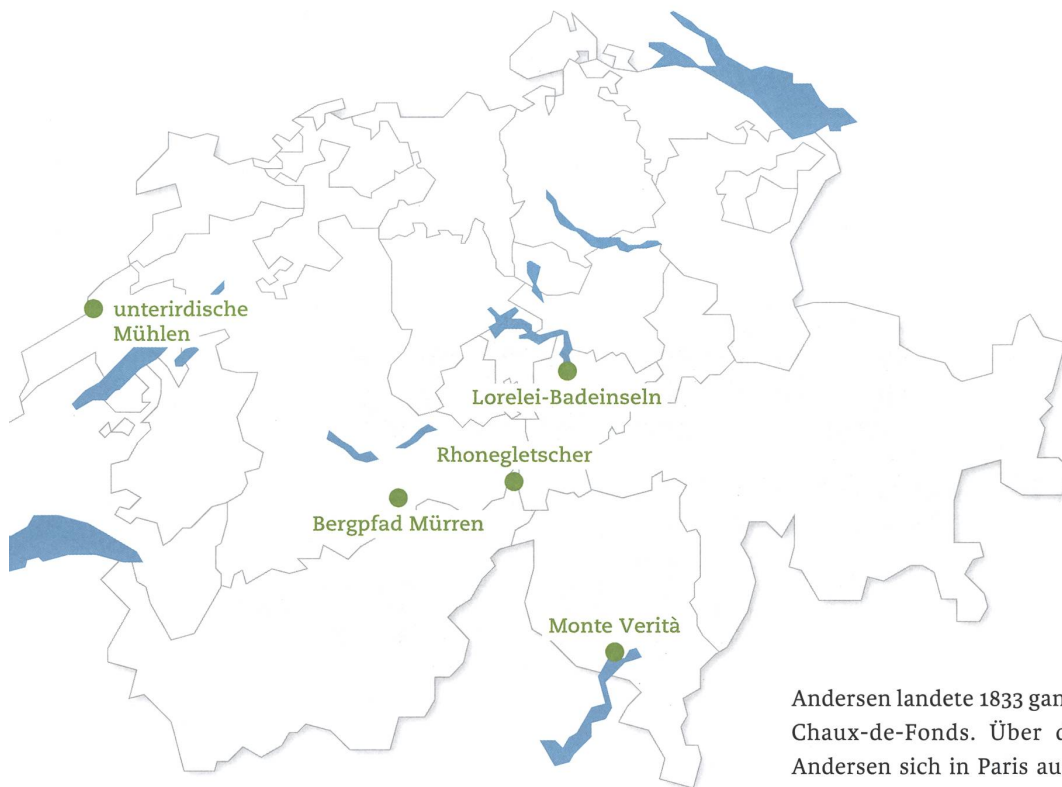 unterirdische
Mühlen
Lorelei-Badeinseln
Rhonegletscher
Bergpfad Mürren
Monte Verità
Andersen landete 1833 gan
Chaux-de-Fonds. Über d
Andersen sich in Paris au